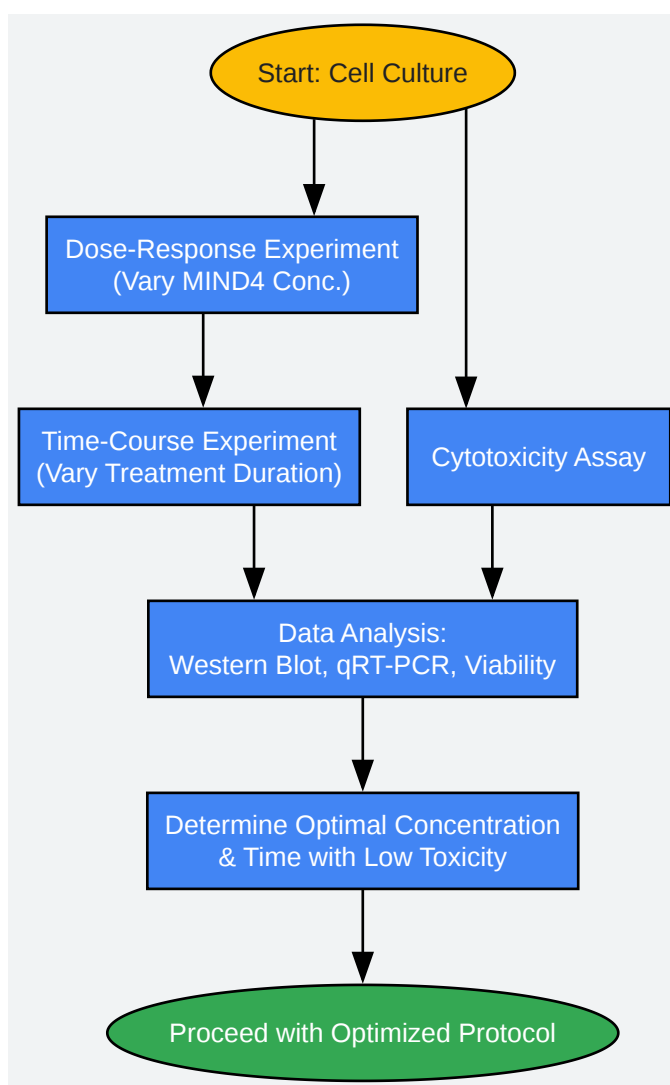 Start: Cell Culture
Dose-Response Experiment
(Vary MIND4 Conc.)
Time-Course Experiment
(Vary Treatment Duration)
Cytotoxicity Assay
Data Analysis:
Western Blot, qRT-PCR, Viability
Determine Optimal Concentration
& Time with Low Toxicity
Proceed with Optimized Protocol